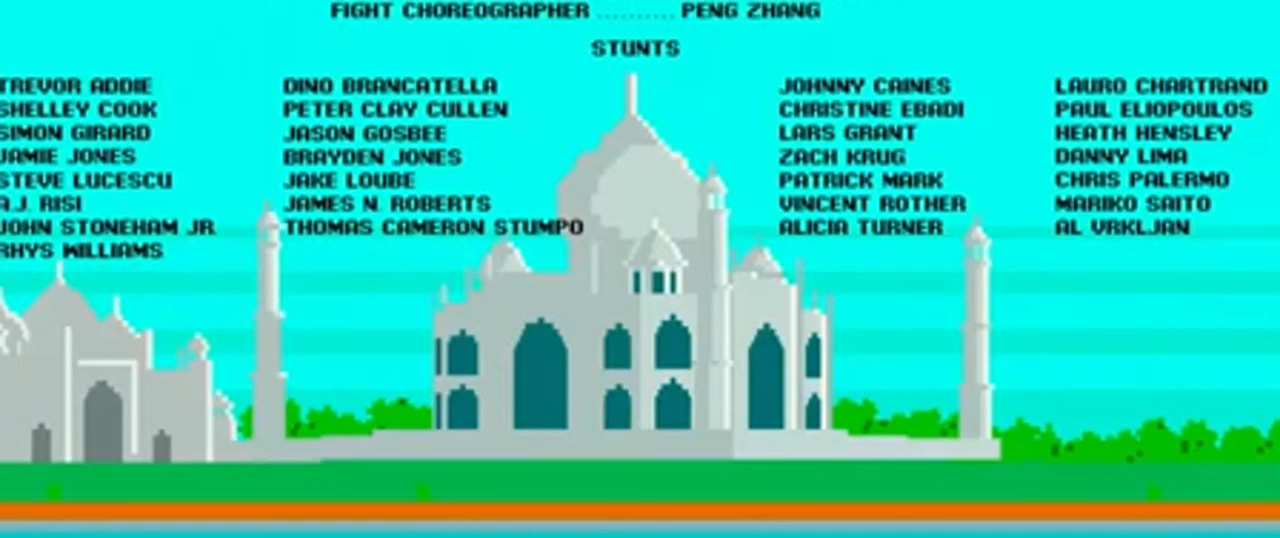 FIGHT CHOREOGRAPHER .......... PENG ZHANG
STUNTS
TREVOR ADDIE DINO BRANCATELLA JOHNNY CAINES LAURO CHARTRAND
SHELLEY COOK PETER CLAY CULLEN CHRISTINE EBADI PAUL ELIOPOULOS
SIMON GIRARD JASON GOSBEE LARS GRANT HEATH HENSLEY
JAMIE JONES BRAYDEN JONES ZACH KRUG DANNY LIMA
STEVE LUCESCU JAKE LOUBE PATRICK MARK CHRIS PALERMO
A.J. RISI JAMES N. ROBERTS VINCENT ROTHER MARIKO SAITO
JOHN STONEHAM JR. THOMAS CAMERON STUMPO ALICIA TURNER AL VRKLJAN
RHYS WILLIAMS